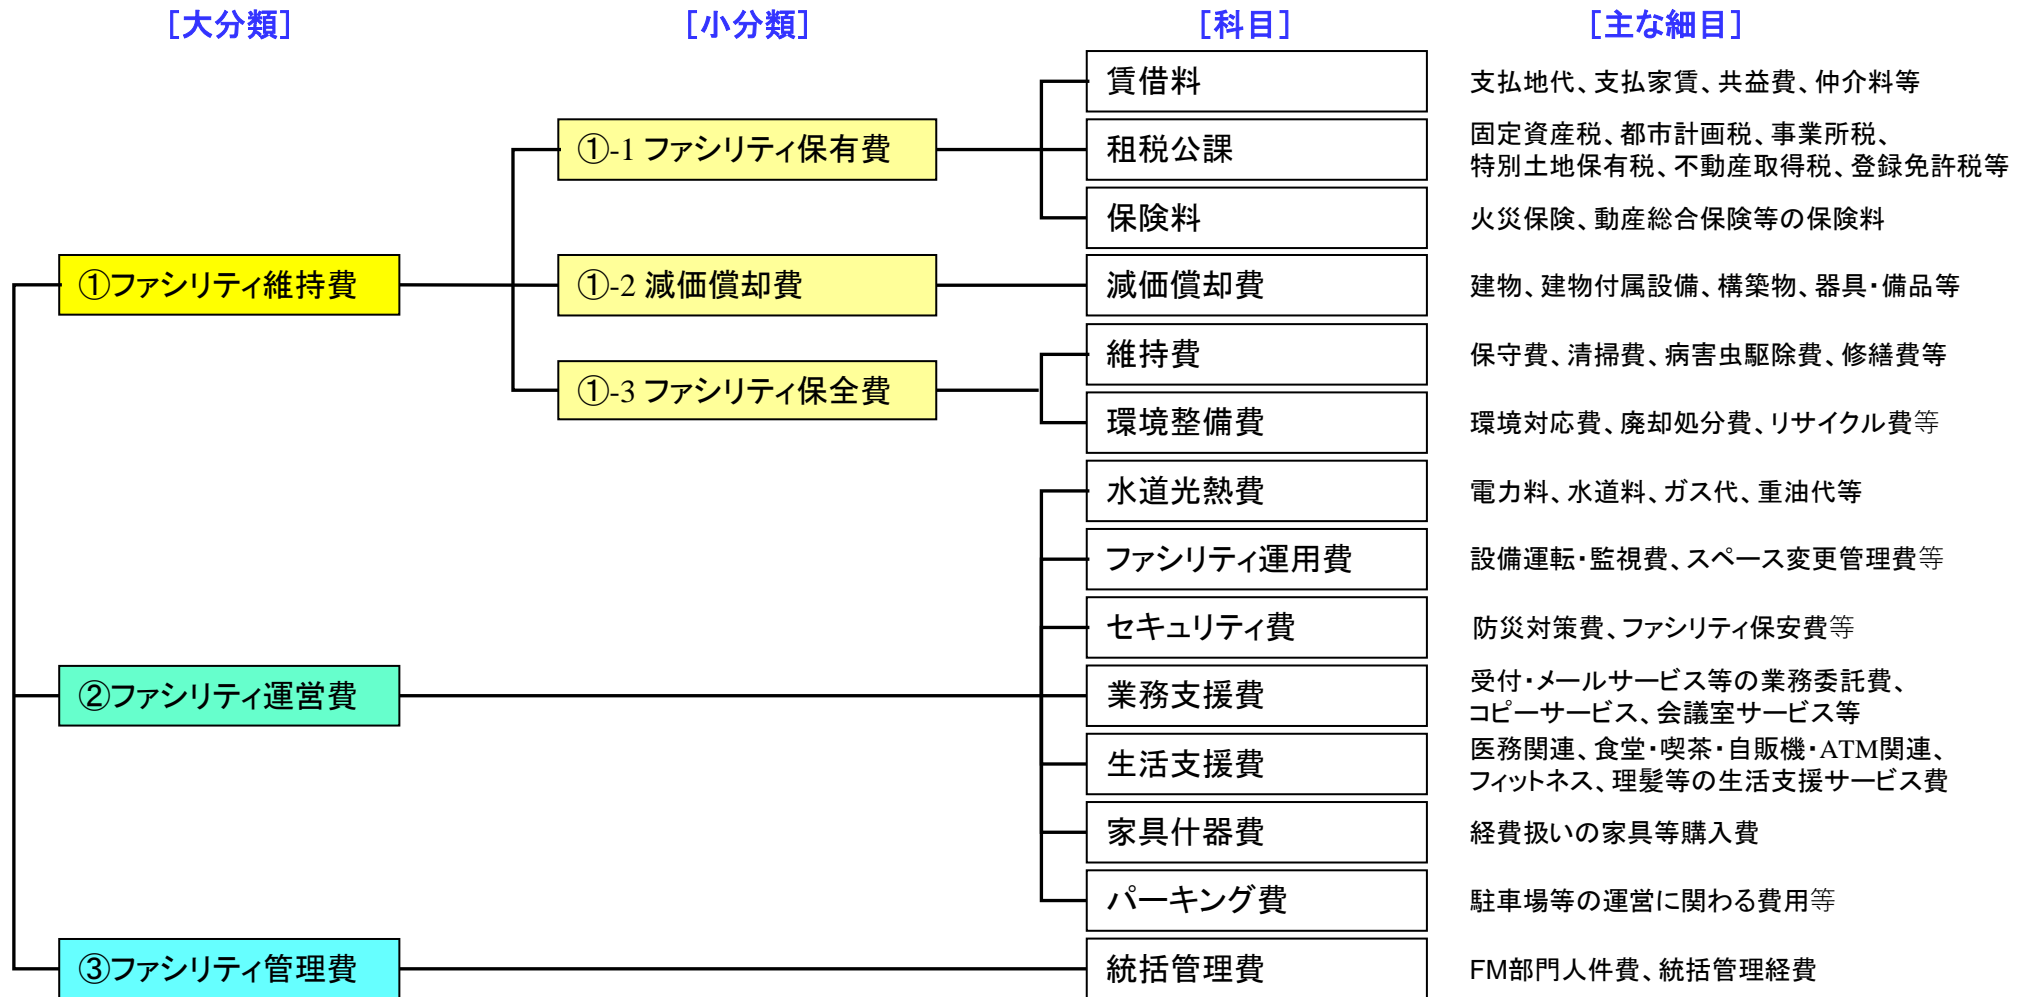 ［大分類］
［小分類］
［科目］
［主な細目］
賃借料
支払地代、支払家賃、共益費、仲介料等
①-1 ファシリティ保有費
租税公課
固定資産税、都市計画税、事業所税、
特別土地保有税、不動産取得税、登録免許税等
保険料
火災保険、動産総合保険等の保険料
①ファシリティ維持費
①-2 減価償却費
減価償却費
建物、建物付属設備、構築物、器具・備品等
①-3 ファシリティ保全費
維持費
保守費、清掃費、病害虫駆除費、修繕費等
環境整備費
環境対応費、廃却処分費、リサイクル費等
水道光熱費
電力料、水道料、ガス代、重油代等
ファシリティ運用費
設備運転・監視費、スペース変更管理費等
セキュリティ費
防災対策費、ファシリティ保安費等
②ファシリティ運営費
業務支援費
受付・メールサービス等の業務委託費、
コピーサービス、会議室サービス等
生活支援費
医務関連、食堂・喫茶・自販機・ATM関連、
フィットネス、理髪等の生活支援サービス費
家具什器費
経費扱いの家具等購入費
パーキング費
駐車場等の運営に関わる費用等
③ファシリティ管理費
統括管理費
FM部門人件費、統括管理経費